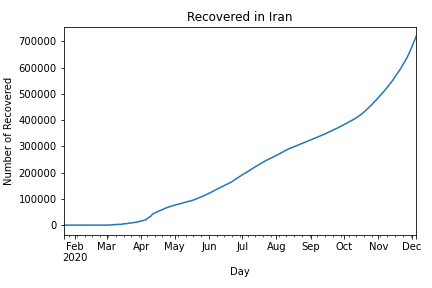 Recovered in Iran
Number of Recovered
700000
600000
500000
400000
300000
200000
100000
0
Feb Mar Apr May Jun Jul Aug Sep Oct Nov Dec
2020
Day